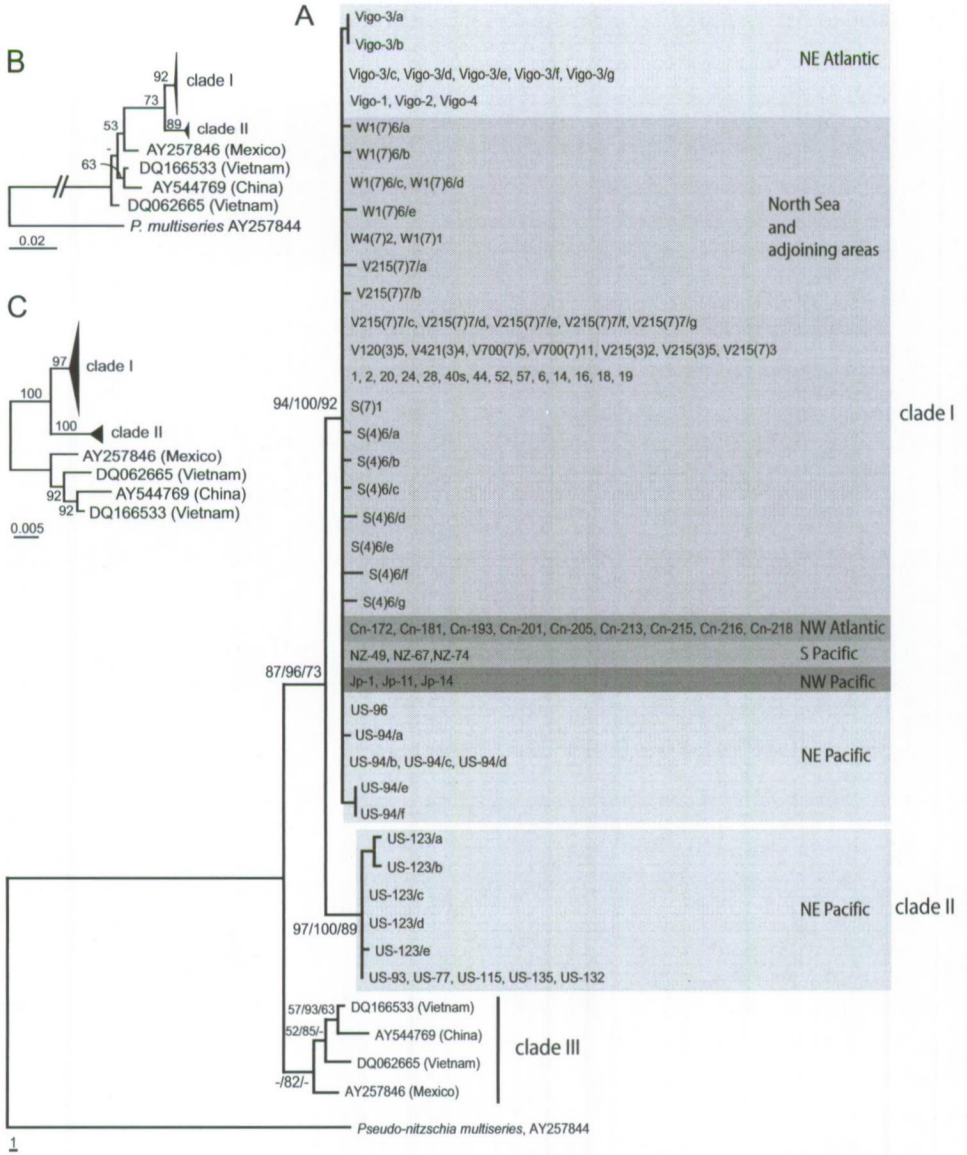 A
Vigo-3/a
Vigo-3/b
NE Atlantic
Vigo-3/c, Vigo-3/d, Vigo-3/e, Vigo-3/f, Vigo-3/g
Vigo-1, Vigo-2, Vigo-4
W1(7)6/a
W1(7)6/b
W1(7)6/c, W1(7)6/d
W1(7)6/e
North Sea
and
adjoining areas
W4(7)2, W1(7)1
V215(7)7/a
V215(7)7/b
V215(7)7/c, V215(7)7/d, V215(7)7/e, V215(7)7/f, V215(7)7/g
V120(3)5, V421(3)4, V700(7)5, V700(7)11, V215(3)2, V215(3)5, V215(7)3
1, 2, 20, 24, 28, 40s, 44, 52, 57, 6, 14, 16, 18, 19
94/100/92
S(7)1
clade I
S(4)6/a
S(4)6/b
S(4)6/c
S(4)6/d
S(4)6/e
S(4)6/f
S(4)6/g
Cn-172, Cn-181, Cn-193, Cn-201, Cn-205, Cn-213, Cn-215, Cn-216, Cn-218 NW Atlantic
NZ-49, NZ-67,NZ-74 S Pacific
87/96/73
Jp-1, Jp-11, Jp-14 NW Pacific
US-96
US-94/a
US-94/b, US-94/c, US-94/d
NE Pacific
US-94/e
US-94/f
US-123/a
US-123/b
US-123/c
NE Pacific
clade II
US-123/d
97/100/89
US-123/e
US-93, US-77, US-115, US-135, US-132
57/93/63
DQ166533 (Vietnam)
52/85/-
AY544769 (China)
clade III
DQ062665 (Vietnam)
-/82/-
AY257846 (Mexico)
Pseudo-nitzschia multiseries, AY257844
1
B
92
clade I
73
89
clade II
53
AY257846 (Mexico)
-
63
DQ166533 (Vietnam)
AY544769 (China)
DQ062665 (Vietnam)
P. multiseries AY257844
0.02
C
97
clade I
100
100
clade II
AY257846 (Mexico)
DQ062665 (Vietnam)
92
AY544769 (China)
92
DQ166533 (Vietnam)
0.005